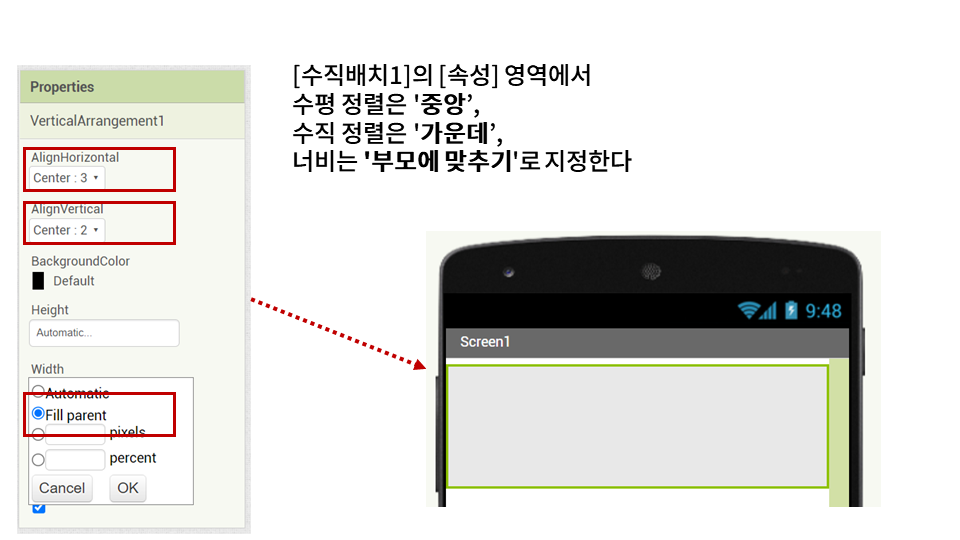 [수직배치1]의 [속성] 영역에서
수평 정렬은 '중앙’,
수직 정렬은 '가운데’,
너비는 '부모에 맞추기'로 지정한다
Properties
VerticalArrangement1
AlignHorizontal
Center : 3
AlignVertical
Center : 2
BackgroundColor
Default
Height
Automatic...
Width
Automatic
Fill parent
pixels
percent
Cancel OK
9:48
Screen1